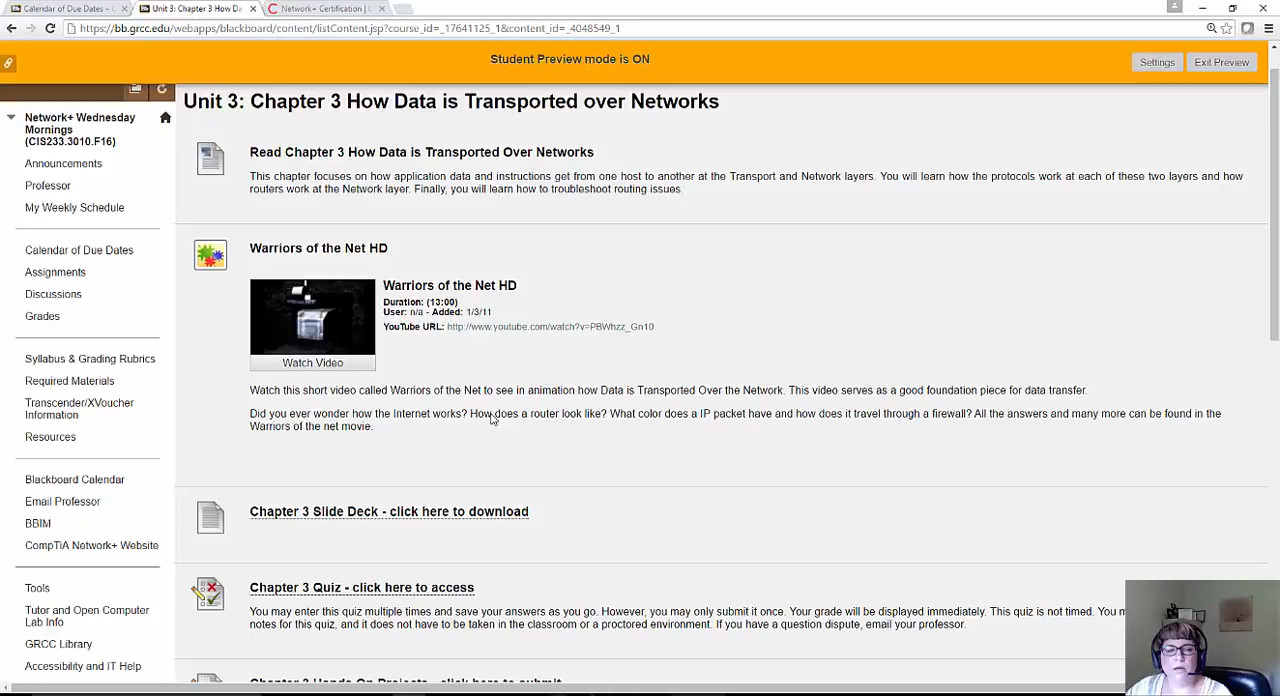 Calendar of Due Dates –
Unit 3: Chapter 3 How Da
Network+ Certification |
https://bb.grcc.edu/webapps/blackboard/content/listContent.jsp?course_id=_17641125_1&content_id=_4048549_1
Student Preview mode is ON
Settings
Exit Preview
Network+ Wednesday
Mornings
(CIS233.3010.F16)
Announcements
Professor
My Weekly Schedule
Calendar of Due Dates
Assignments
Discussions
Grades
Syllabus & Grading Rubrics
Required Materials
Transcender/XVoucher
Information
Resources
Blackboard Calendar
Email Professor
BBIM
CompTiA Network+ Website
Tools
Tutor and Open Computer
Lab Info
GRCC Library
Accessibility and IT Help
Unit 3: Chapter 3 How Data is Transported over Networks
Read Chapter 3 How Data is Transported Over Networks
This chapter focuses on how application data and instructions get from one host to another at the Transport and Network layers. You will learn how the protocols work at each of these two layers and how
routers work at the Network layer. Finally, you will learn how to troubleshoot routing issues.
Warriors of the Net HD
Warriors of the Net HD
Duration: (13:00)
User: n/a - Added: 1/3/11
YouTube URL: http://www.youtube.com/watch?v=PBWhzz_Gn10
Watch Video
Watch this short video called Warriors of the Net to see in animation how Data is Transported Over the Network. This video serves as a good foundation piece for data transfer.
Did you ever wonder how the Internet works? How does a router look like? What color does a IP packet have and how does it travel through a firewall? All the answers and many more can be found in the
Warriors of the net movie.
Chapter 3 Slide Deck - click here to download
Chapter 3 Quiz - click here to access
You may enter this quiz multiple times and save your answers as you go. However, you may only submit it once. Your grade will be displayed immediately. This quiz is not timed. You m
notes for this quiz, and it does not have to be taken in the classroom or a proctored environment. If you have a question dispute, email your professor.
Chapter 3 Hands On Projects - click here to submit